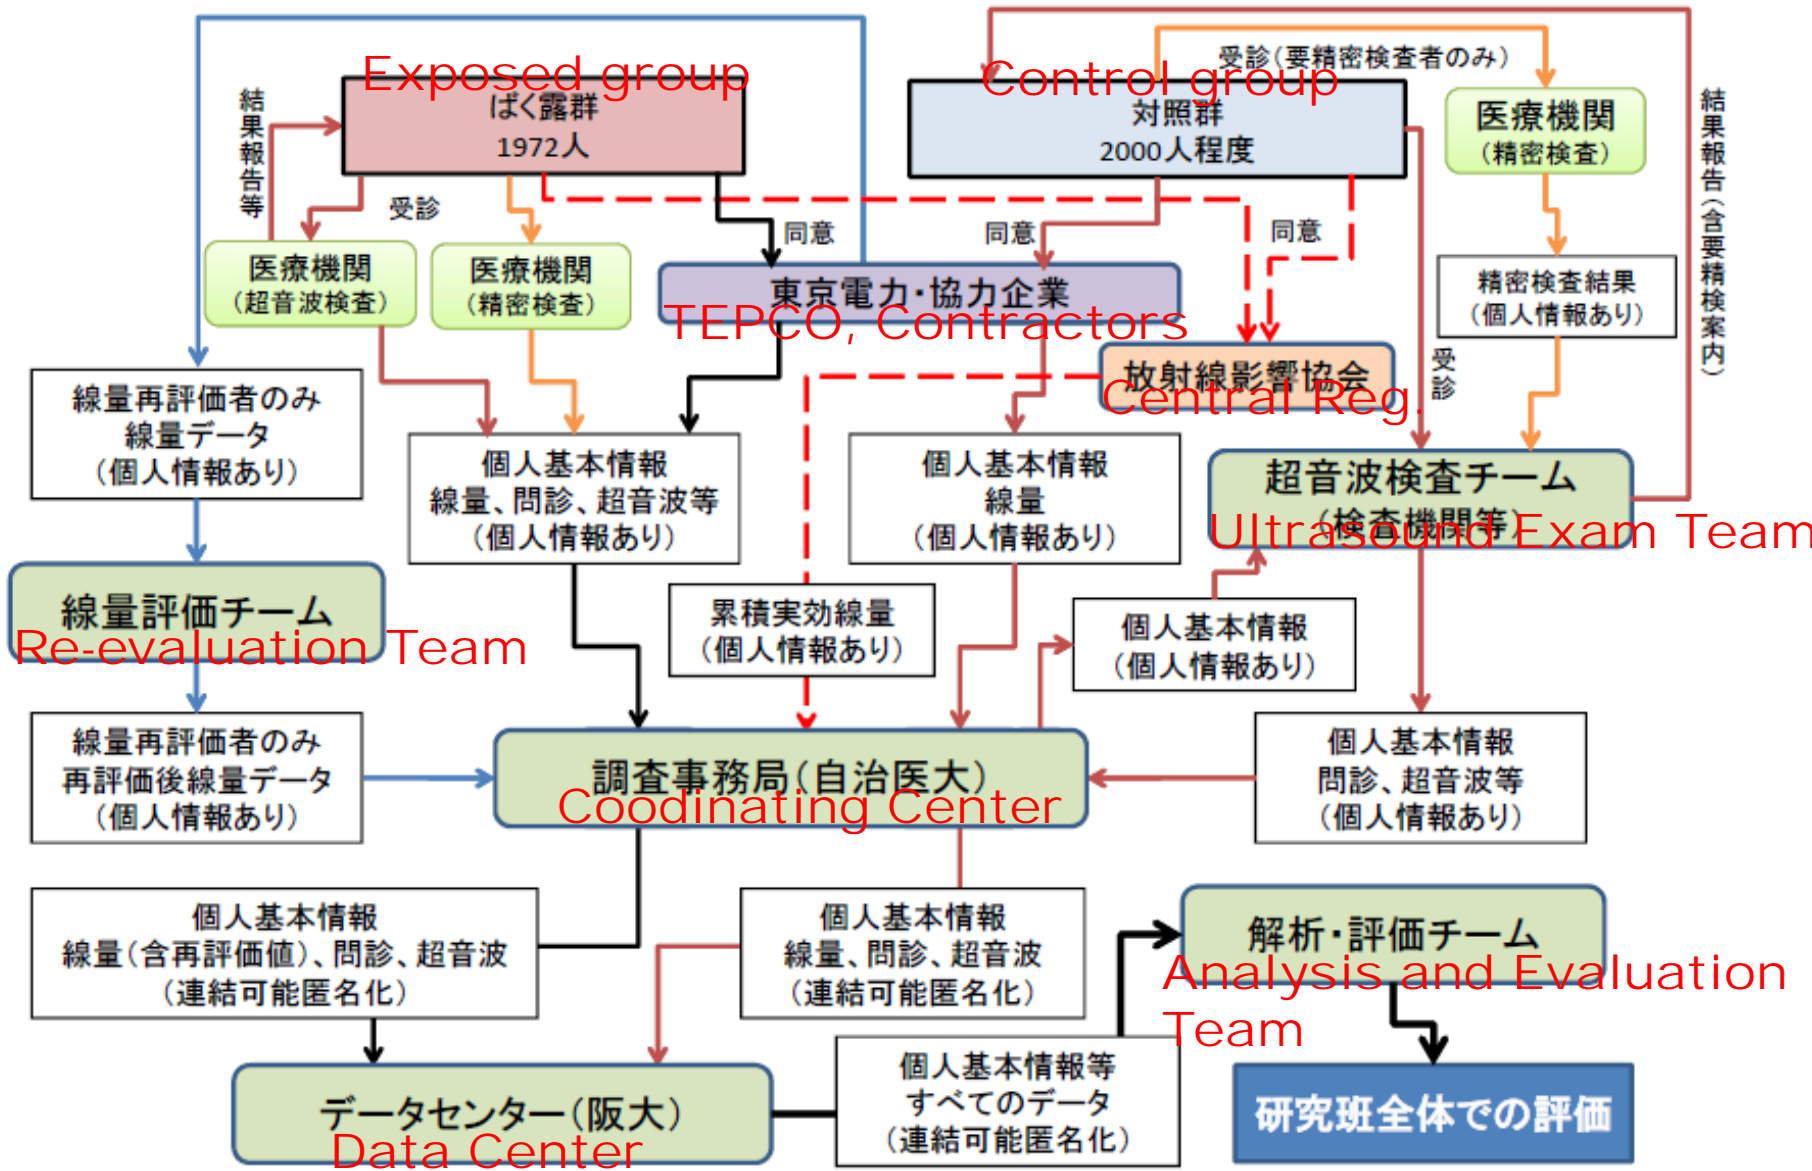 Exposed group
ばく露群
1972人
受診(要精密検査者のみ)
Control group
対照群
2000人程度
医療機関
(精密検査)
結果報告等
結果報告(含要精検案内)
受診
同意
同意
同意
医療機関
(超音波検査)
医療機関
(精密検査)
東京電力・協力企業
TEPCO, Contractors
精密検査結果
(個人情報あり)
放射線影響協会
Central Reg.
受診
線量再評価者のみ
線量データ
(個人情報あり)
個人基本情報
線量、問診、超音波等
(個人情報あり)
個人基本情報
線量
(個人情報あり)
超音波検査チーム
(検査機関等)
Ultrasound Exam Team
線量評価チーム
Re-evaluation Team
累積実効線量
(個人情報あり)
個人基本情報
(個人情報あり)
線量再評価者のみ
再評価後線量データ
(個人情報あり)
調査事務局(自治医大)
Coodinating Center
個人基本情報
問診、超音波等
(個人情報あり)
個人基本情報
線量(含再評価値)、問診、超音波
(連結可能匿名化)
個人基本情報
線量、問診、超音波
(連結可能匿名化)
解析・評価チーム
Analysis and Evaluation
Team
データセンター(阪大)
Data Center
個人基本情報等
すべてのデータ
(連結可能匿名化)
研究班全体での評価